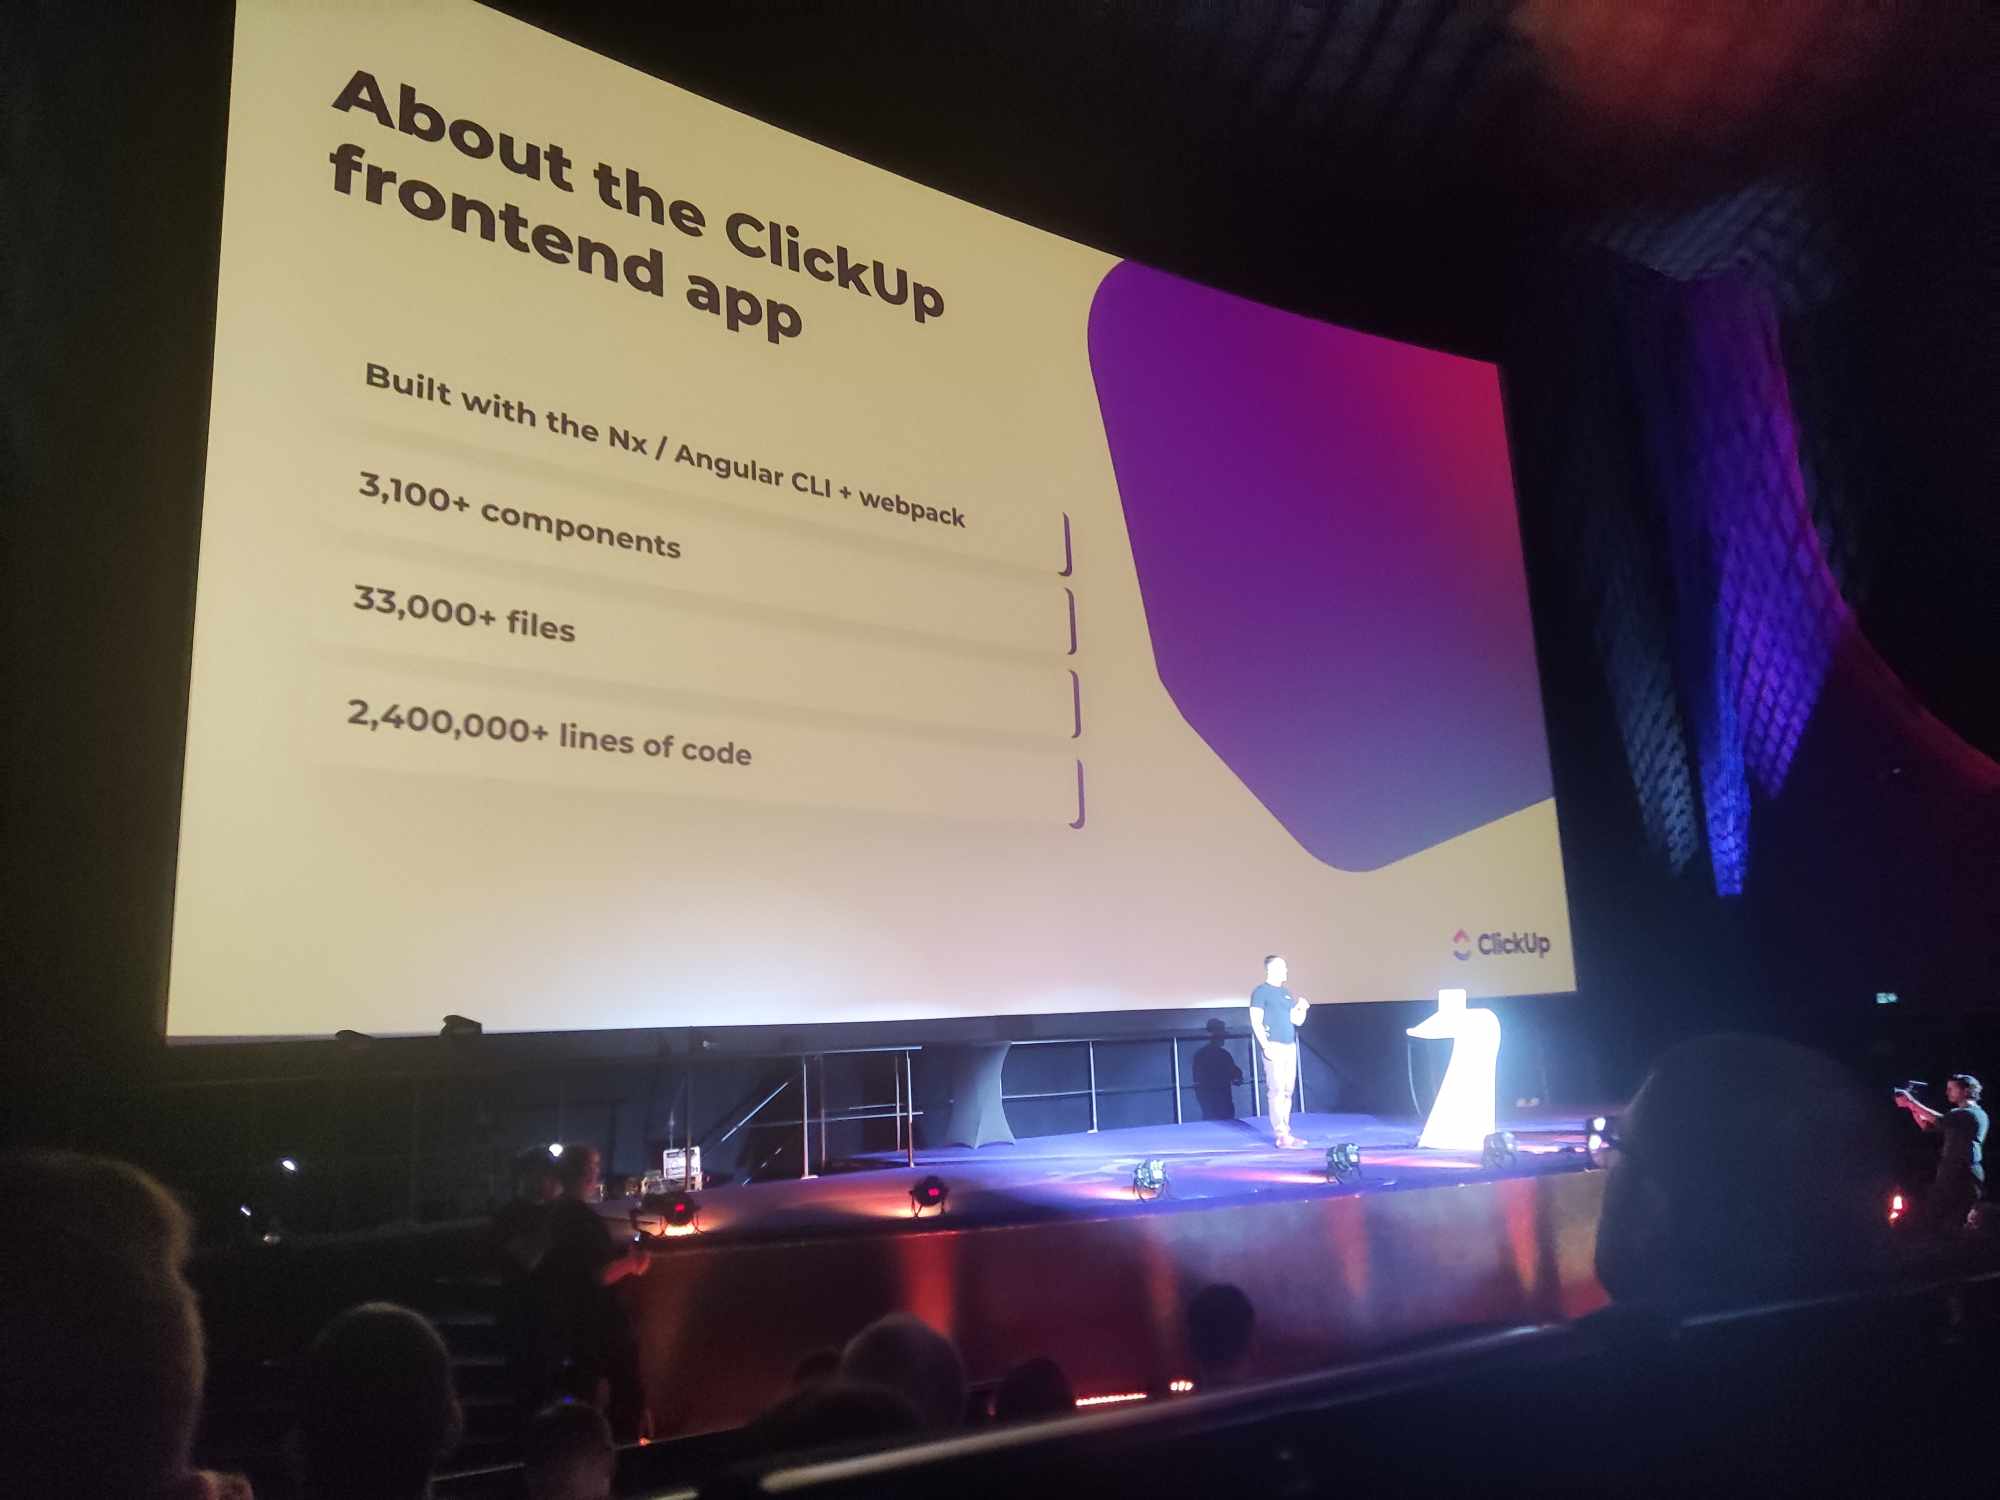 About the ClickUp
frontend app
Built with the Nx / Angular CLI + webpack
3,100+ components
33,000+ files
2,400,000+ lines of code
ClickUp